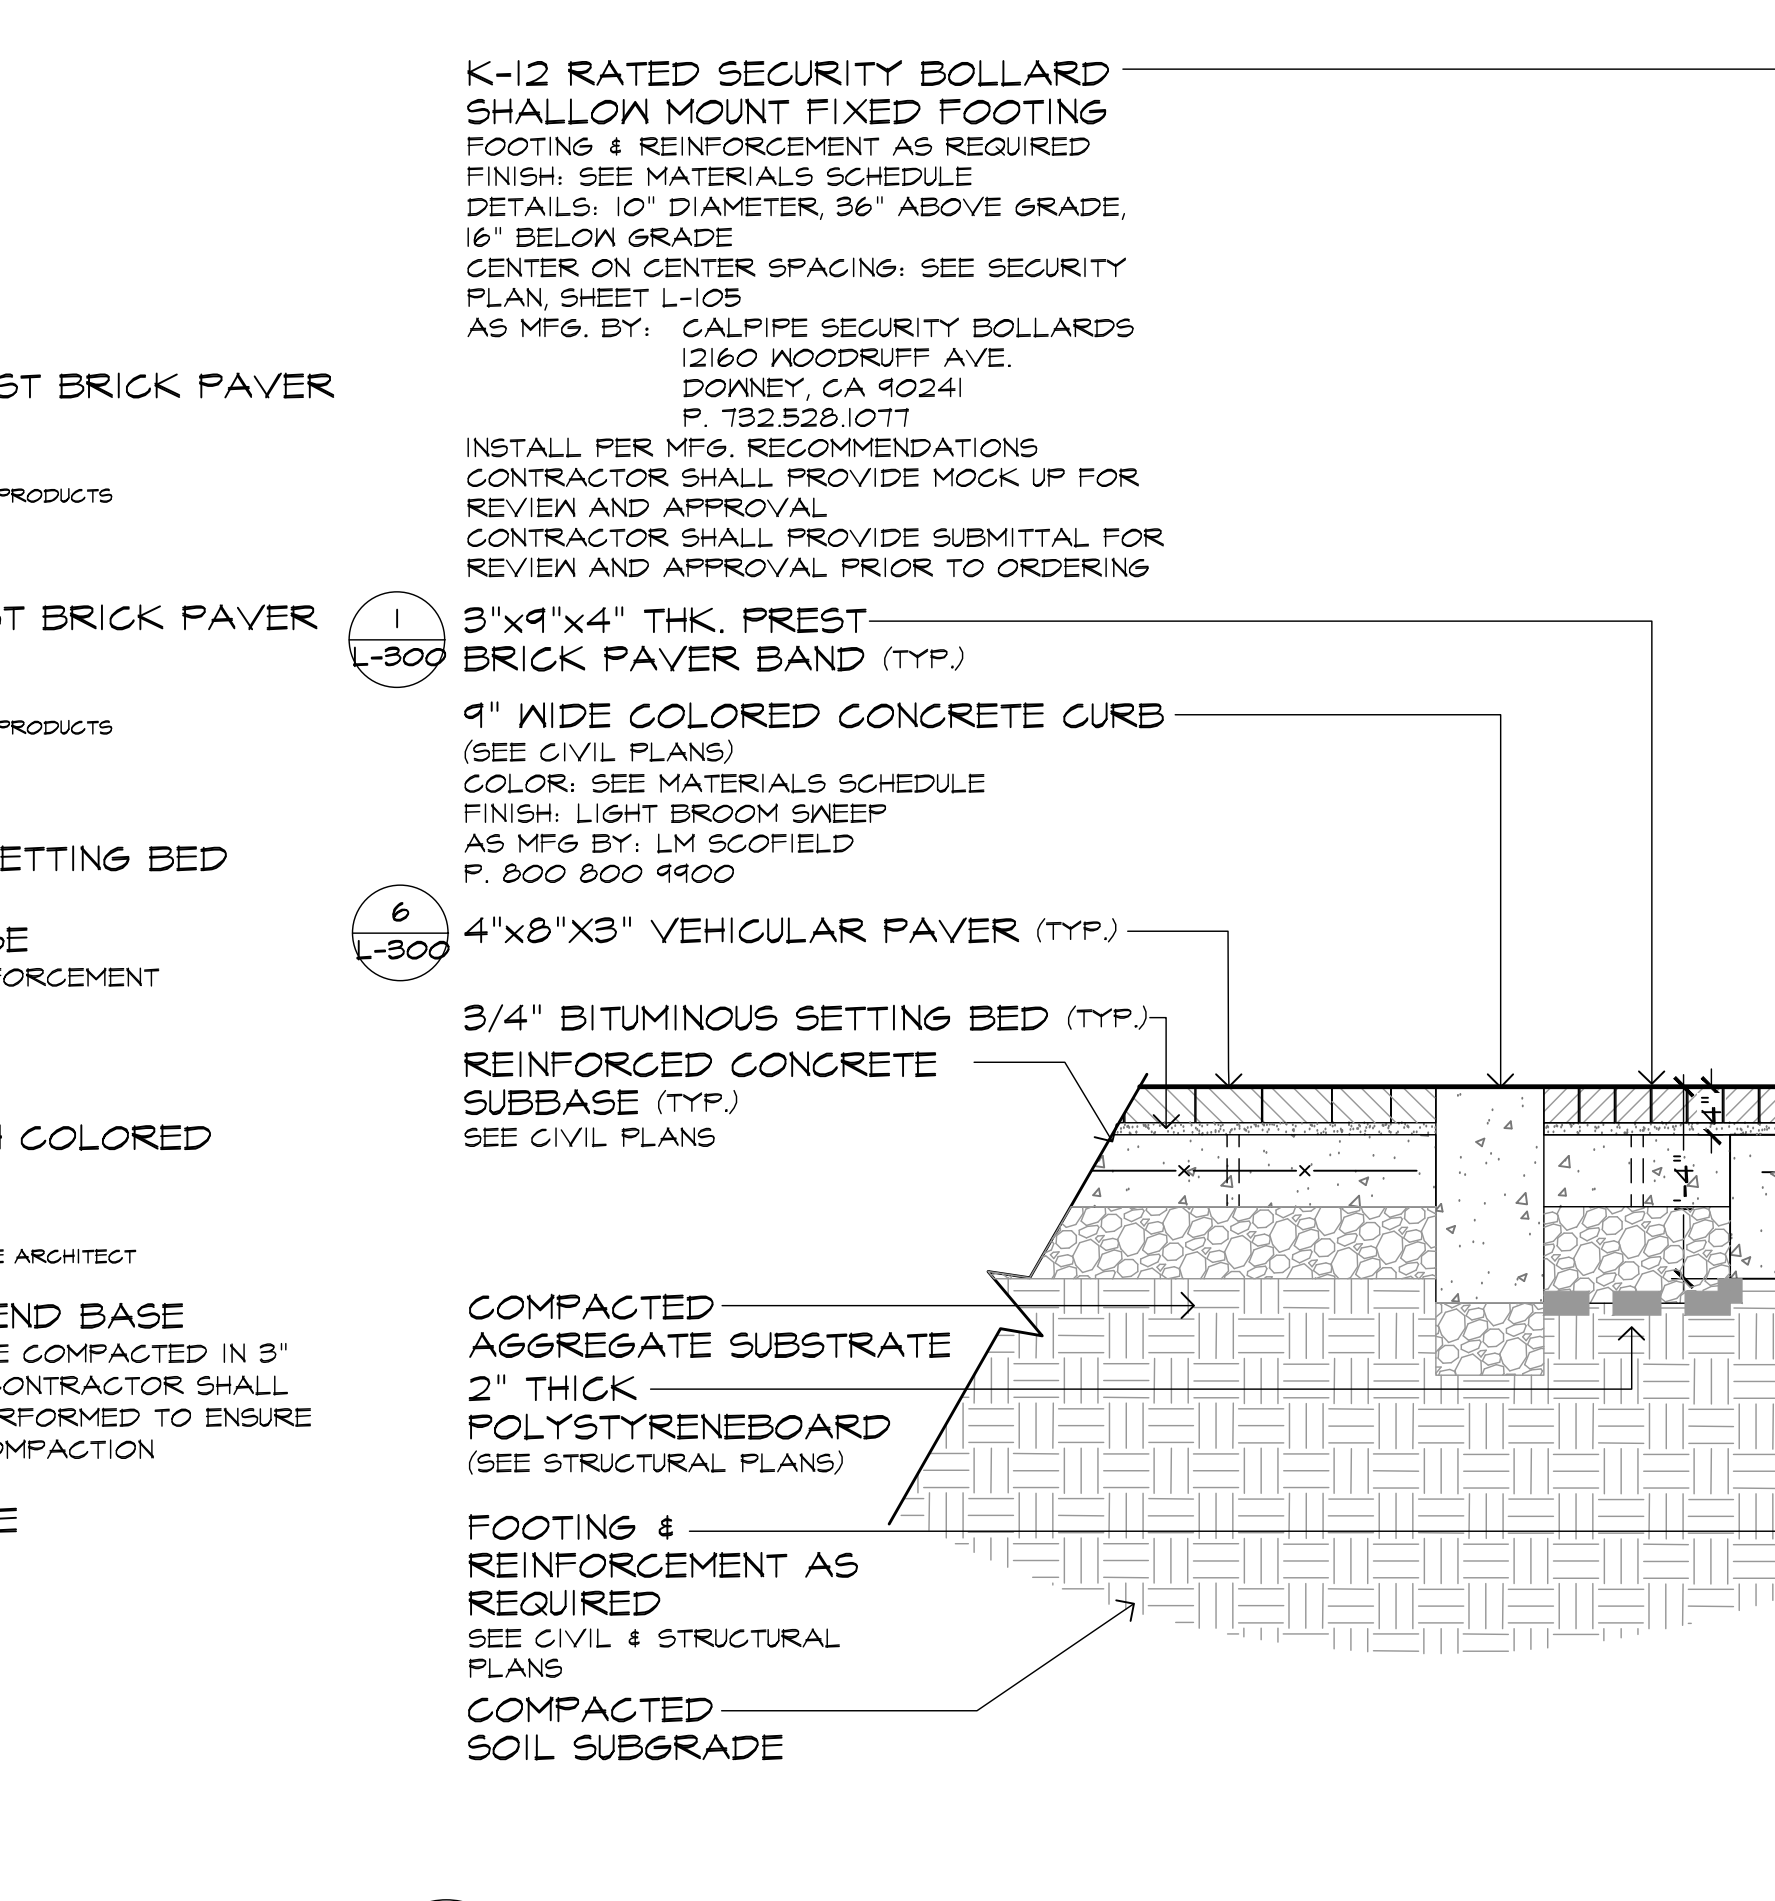 K-12 RATED SECURITY BOLLARD
SHALLOW MOUNT FIXED FOOTING
FOOTING & REINFORCEMENT AS REQUIRED
FINISH: SEE MATERIALS SCHEDULE
DETAILS: 10" DIAMETER, 36" ABOVE GRADE,
16" BELOW GRADE
CENTER ON CENTER SPACING: SEE SECURITY
PLAN, SHEET L-105
AS MFG. BY: CALPIPE SECURITY BOLLARDS
12160 WOODRUFF AVE.
DOWNEY, CA 90241
P. 732.528.1077
INSTALL PER MFG. RECOMMENDATIONS
CONTRACTOR SHALL PROVIDE MOCK UP FOR
REVIEW AND APPROVAL
CONTRACTOR SHALL PROVIDE SUBMITTAL FOR
REVIEW AND APPROVAL PRIOR TO ORDERING
1
L-300
3"x9"x4" THK. PREST
BRICK PAVER BAND (TYP.)
9" WIDE COLORED CONCRETE CURB
(SEE CIVIL PLANS)
COLOR: SEE MATERIALS SCHEDULE
FINISH: LIGHT BROOM SWEEP
AS MFG BY: LM SCOFIELD
P. 800 800 9900
6
L-300
4"x8"X3" VEHICULAR PAVER (TYP.)
3/4" BITUMINOUS SETTING BED (TYP.)
REINFORCED CONCRETE
SUBBASE (TYP.)
SEE CIVIL PLANS
COMPACTED
AGGREGATE SUBSTRATE
2" THICK
POLYSTYRENEBOARD
(SEE STRUCTURAL PLANS)
FOOTING &
REINFORCEMENT AS
REQUIRED
SEE CIVIL & STRUCTURAL
PLANS
COMPACTED
SOIL SUBGRADE
ST BRICK PAVER
PRODUCTS
ST BRICK PAVER
PRODUCTS
ETTING BED
SE
FORCEMENT
COLORED
E ARCHITECT
END BASE
E COMPACTED IN 3"
CONTRACTOR SHALL
RFORMED TO ENSURE
OMPACTION
E
4"